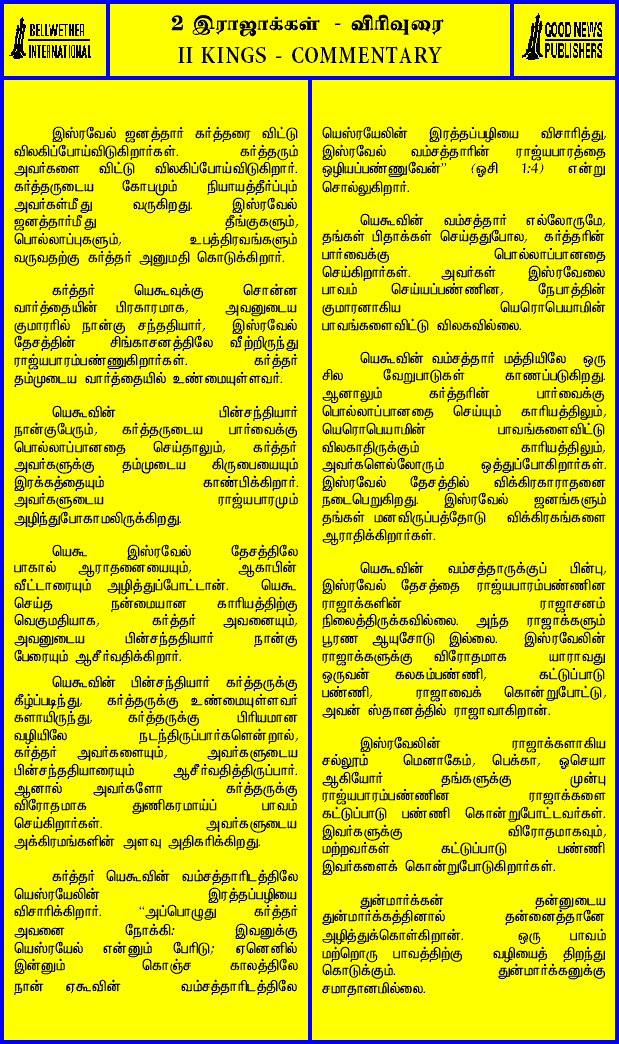 BELLWETHER
INTERNATIONAL
2 இராஜாக்கள் - விரிவுரை
II KINGS - COMMENTARY
GOOD NEWS
PUBLISHERS
இஸ்ரவேல் ஜனத்தார் கர்த்தரை விட்டு
விலகிப்போய்விடுகிறார்கள். கர்த்தரும்
அவர்களை விட்டு விலகிப்போய்விடுகிறார்.
கர்த்தருடைய கோபமும் நியாயத்தீர்ப்பும்
அவர்கள்மீது வருகிறது. இஸ்ரவேல்
ஜனத்தார்மீது தீங்குகளும்,
பொல்லாப்புகளும், உபத்திரவங்களும்
வருவதற்கு கர்த்தர் அனுமதி கொடுக்கிறார்.
கர்த்தர் யெகூவுக்கு சொன்ன
வார்த்தையின் பிரகாரமாக, அவனுடைய
குமாரரில் நான்கு சந்ததியார், இஸ்ரவேல்
தேசத்தின் சிங்காசனத்திலே வீற்றிருந்து
ராஜ்யபாரம்பண்ணுகிறார்கள். கர்த்தர்
தம்முடைய வார்த்தையில் உண்மையுள்ளவர்.
யெகூவின் பின்சந்தியார்
நான்குபேரும், கர்த்தருடைய பார்வைக்கு
பொல்லாப்பானதை செய்தாலும், கர்த்தர்
அவர்களுக்கு தம்முடைய கிருபையையும்
இரக்கத்தையும் காண்பிக்கிறார்.
அவர்களுடைய ராஜ்யபாரமும்
அழிந்துபோகாமலிருக்கிறது.
யெகூ இஸ்ரவேல் தேசத்திலே
பாகால் ஆராதனையையும், ஆகாபின்
வீட்டாரையும் அழித்துப்போட்டான். யெகூ
செய்த நன்மையான காரியத்திற்கு
வெகுமதியாக, கர்த்தர் அவனையும்,
அவனுடைய பின்சந்ததியார் நான்கு
பேரையும் ஆசீர்வதிக்கிறார்.
யெகூவின் பின்சந்தியார் கர்த்தருக்கு
கீழ்ப்படிந்து, கர்த்தருக்கு உண்மையுள்ளவர்
களாயிருந்து, கர்த்தருக்கு பிரியமான
வழியிலே நடந்திருப்பார்களென்றால்,
கர்த்தர் அவர்களையும், அவர்களுடைய
பின்சந்ததியாரையும் ஆசீர்வதித்திருப்பார்.
ஆனால் அவர்களோ கர்த்தருக்கு
விரோதமாக துணிகரமாய்ப் பாவம்
செய்கிறார்கள். அவர்களுடைய
அக்கிரமங்களின் அளவு அதிகரிக்கிறது.
கர்த்தர் யெகூவின் வம்சத்தாரிடத்திலே
யெஸ்ரயேலின் இரத்தப்பழியை
விசாரிக்கிறார். "அப்பொழுது கர்த்தர்
அவனை நோக்கி: இவனுக்கு
யெஸ்ரயேல் என்னும் பேரிடு; ஏனெனில்
இன்னும் கொஞ்ச காலத்திலே
நான் ஏகூவின் வம்சத்தாரிடத்திலே
யெஸ்ரயேலின் இரத்தப்பழியை விசாரித்து,
இஸ்ரவேல் வம்சத்தாரின் ராஜ்யபாரத்தை
ஒழியப்பண்ணுவேன்" (ஓசி 1:4) என்று
சொல்லுகிறார்.
யெகூவின் வம்சத்தார் எல்லோருமே,
தங்கள் பிதாக்கள் செய்ததுபோல, கர்த்தரின்
பார்வைக்கு பொல்லாப்பானதை
செய்கிறார்கள். அவர்கள் இஸ்ரவேலை
பாவம் செய்யப்பண்ணின, நேபாத்தின்
குமாரனாகிய யெரொபெயாமின்
பாவங்களைவிட்டு விலகவில்லை.
யெகூவின் வம்சத்தார் மத்தியிலே ஒரு
சில வேறுபாடுகள் காணப்படுகிறது.
ஆனாலும் கர்த்தரின் பார்வைக்கு
பொல்லாப்பானதை செய்யும் காரியத்திலும்,
யெரொபெயாமின் பாவங்களைவிட்டு
விலகாதிருக்கும் காரியத்திலும்,
அவர்களெல்லோரும் ஒத்துப்போகிறார்கள்.
இஸ்ரவேல் தேசத்தில் விக்கிரகாராதனை
நடைபெறுகிறது. இஸ்ரவேல் ஜனங்களும்
தங்கள் மனவிருப்பத்தோடு விக்கிரகங்களை
ஆராதிக்கிறார்கள்.
யெகூவின் வம்சத்தாருக்குப் பின்பு,
இஸ்ரவேல் தேசத்தை ராஜ்யபாரம்பண்ணின
ராஜாக்களின் ராஜாசனம்
நிலைத்திருக்கவில்லை. அந்த ராஜாக்களும்
பூரண ஆயுசோடு இல்லை. இஸ்ரவேலின்
ராஜாக்களுக்கு விரோதமாக யாராவது
ஒருவன் கலகம்பண்ணி, கட்டுப்பாடு
பண்ணி, ராஜாவைக் கொன்றுபோட்டு,
அவன் ஸ்தானத்தில் ராஜாவாகிறான்.
இஸ்ரவேலின் ராஜாக்களாகிய
சல்லூம் மெனாகேம், பெக்கா, ஓசெயா
ஆகியோர் தங்களுக்கு முன்பு
ராஜ்யபாரம்பண்ணின ராஜாக்களை
கட்டுப்பாடு பண்ணி கொன்றுபோட்டவர்கள்.
இவர்களுக்கு விரோதமாகவும்,
மற்றவர்கள் கட்டுப்பாடு பண்ணி
இவர்களைக் கொன்றுபோடுகிறார்கள்.
துன்மார்க்கன் தன்னுடைய
துன்மார்க்கத்தினால் தன்னைத்தானே
அழித்துக்கொள்கிறான். ஒரு பாவம்
மற்றொரு பாவத்திற்கு வழியைத் திறந்து
கொடுக்கும். துன்மார்க்கனுக்கு
சமாதானமில்லை.